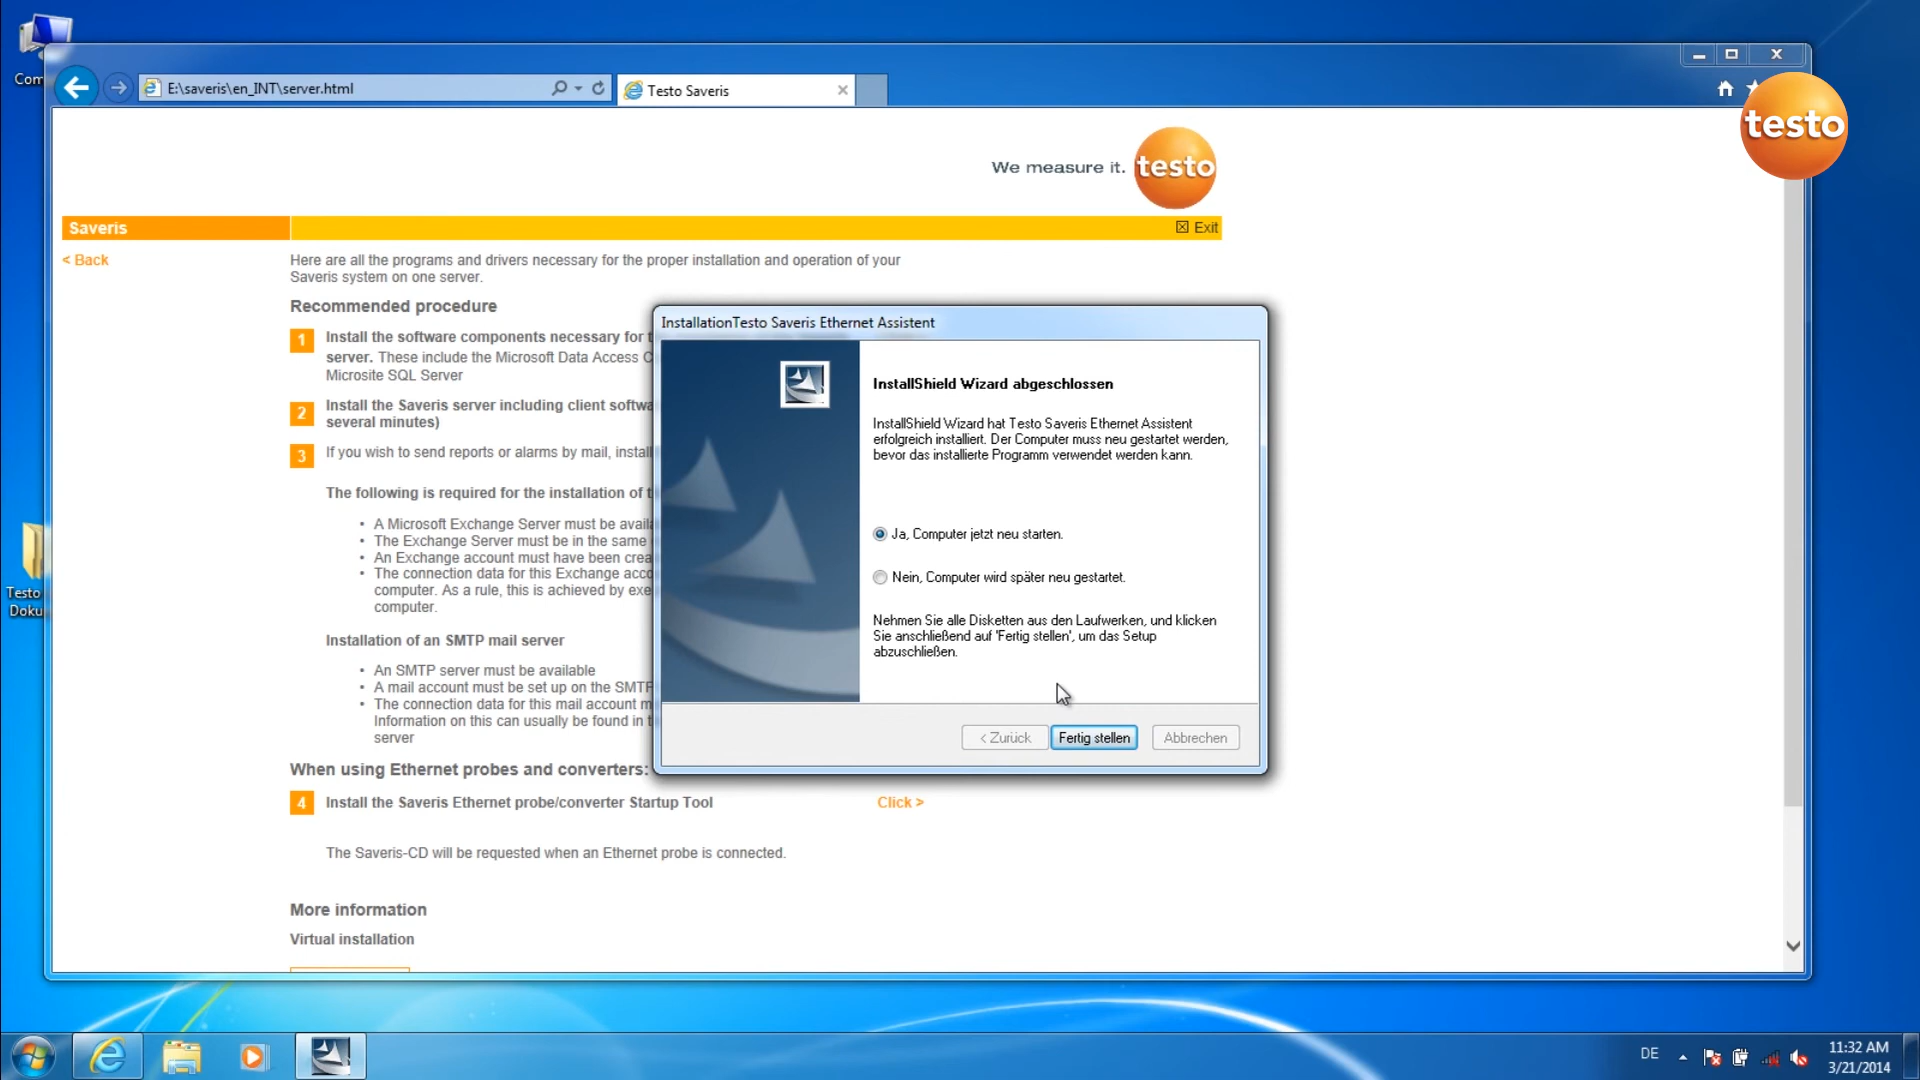 Com
E:\saveris\en_INT\server.html
Testo Saveris
testo
We measure it. testo
Saveris
Exit
< Back
Here are all the programs and drivers necessary for the proper installation and operation of your
Saveris system on one server.
Recommended procedure
1 Install the software components necessary for t
server. These include the Microsoft Data Access C
Microsite SQL Server
2 Install the Saveris server including client softwa
several minutes)
3 If you wish to send reports or alarms by mail, instal
The following is required for the installation of t
• A Microsoft Exchange Server must be availa
• The Exchange Server must be in the same
• An Exchange account must have been crea
• The connection data for this Exchange acco
computer. As a rule, this is achieved by exe
computer.
Installation of an SMTP mail server
• An SMTP server must be available
• A mail account must be set up on the SMTP
• The connection data for this mail account m
Information on this can usually be found in t
server
When using Ethernet probes and converters:
4 Install the Saveris Ethernet probe/converter Startup Tool
Click >
The Saveris-CD will be requested when an Ethernet probe is connected.
More information
Virtual installation
InstallationTesto Saveris Ethernet Assistent
InstallShield Wizard abgeschlossen
InstallShield Wizard hat Testo Saveris Ethernet Assistent
erfolgreich installiert. Der Computer muss neu gestartet werden,
bevor das installierte Programm verwendet werden kann.
Ja, Computer jetzt neu starten.
Nein, Computer wird später neu gestartet.
Nehmen Sie alle Disketten aus den Laufwerken, und klicken
Sie anschließend auf 'Fertig stellen', um das Setup
abzuschließen.
< Zurück
Fertig stellen
Abbrechen
Testo
Doku
DE
11:32 AM
3/21/2014